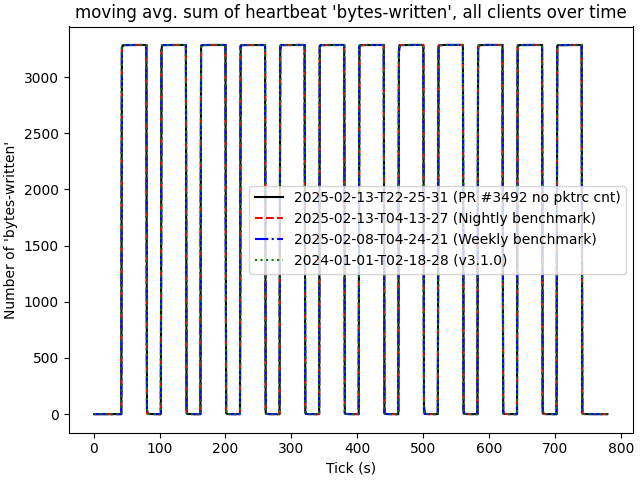 moving avg. sum of heartbeat 'bytes-written', all clients over time
Number of 'bytes-written'
3000
2500
2000
1500
1000
500
0
2025-02-13-T22-25-31 (PR #3492 no pktrc cnt)
2025-02-13-T04-13-27 (Nightly benchmark)
2025-02-08-T04-24-21 (Weekly benchmark)
2024-01-01-T02-18-28 (v3.1.0)
0 100 200 300 400 500 600 700 800
Tick (s)